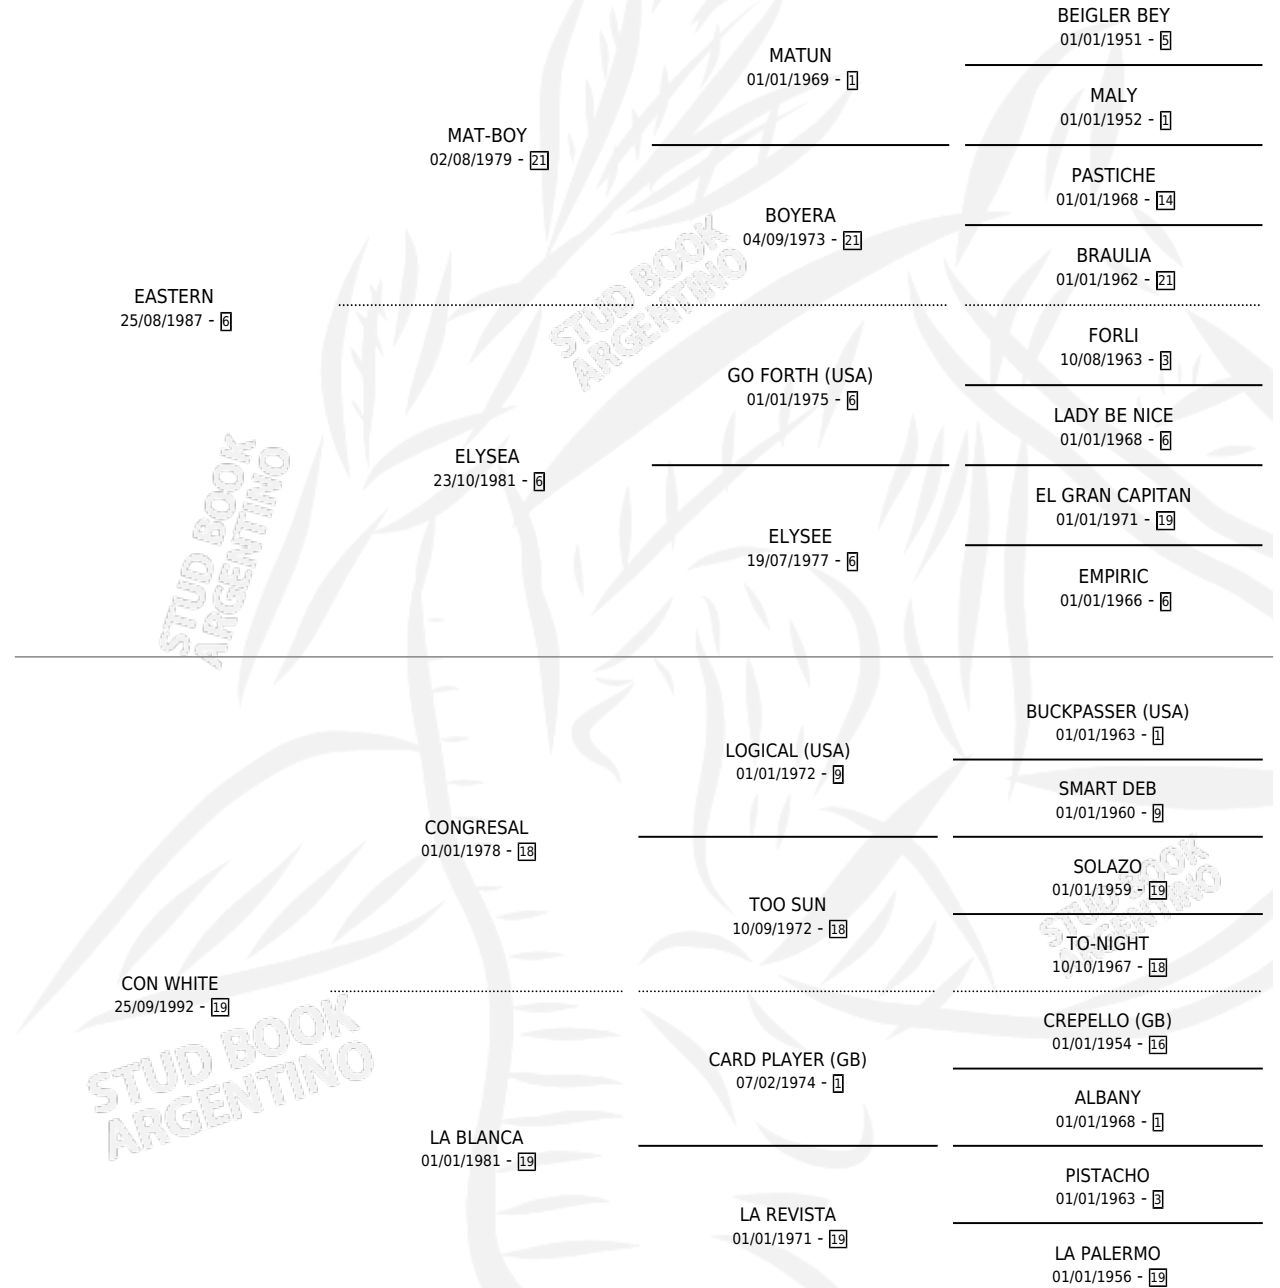 BEIGLER BEY
01/01/1951 - 5
MATUN
01/01/1969 - 1
MALY
01/01/1952 - 1
MAT-BOY
02/08/1979 - 21
PASTICHE
01/01/1968 - 14
BOYERA
04/09/1973 - 21
BRAULIA
01/01/1962 - 21
EASTERN
25/08/1987 - 6
STUD BOOK
ARGENTINO
FORLI
10/08/1963 - 3
GO FORTH (USA)
01/01/1975 - 6
LADY BE NICE
01/01/1968 - 6
ELYSEA
23/10/1981 - 6
EL GRAN CAPITAN
01/01/1971 - 19
ELYSEE
19/07/1977 - 6
EMPIRIC
01/01/1966 - 6
STUD BOOK
ARGENTINO
BUCKPASSER (USA)
01/01/1963 - 1
LOGICAL (USA)
01/01/1972 - 9
SMART DEB
01/01/1960 - 9
CONGRESAL
01/01/1978 - 18
SOLAZO
01/01/1959 - 19
TOO SUN
10/09/1972 - 18
TO-NIGHT
10/10/1967 - 18
STUD BOOK
ARGENTINO
CON WHITE
25/09/1992 - 19
STUD BOOK
ARGENTINO
CREPELLO (GB)
01/01/1954 - 16
CARD PLAYER (GB)
07/02/1974 - 1
ALBANY
01/01/1968 - 1
LA BLANCA
01/01/1981 - 19
PISTACHO
01/01/1963 - 3
LA REVISTA
01/01/1971 - 19
LA PALERMO
01/01/1956 - 19